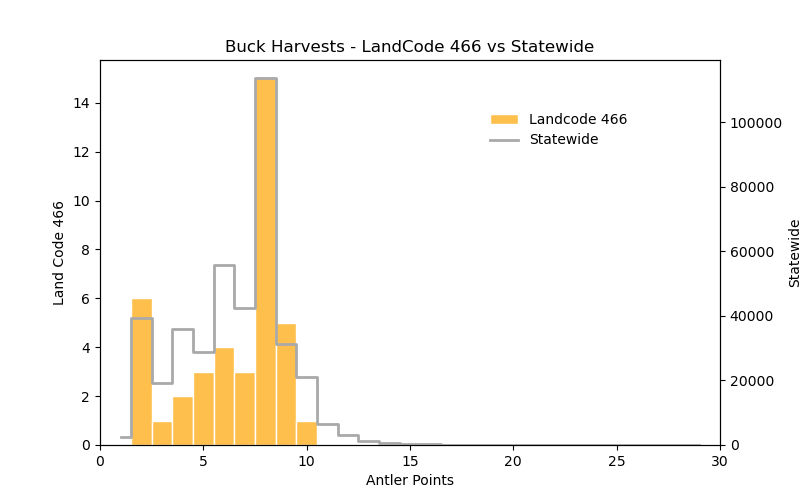 Buck Harvests - LandCode 466 vs Statewide
Land Code 466
14
12
10
8
6
4
2
0
Landcode 466
Statewide
100000
80000
60000
40000
20000
0
Statewide
0 5 10 15 20 25 30
Antler Points